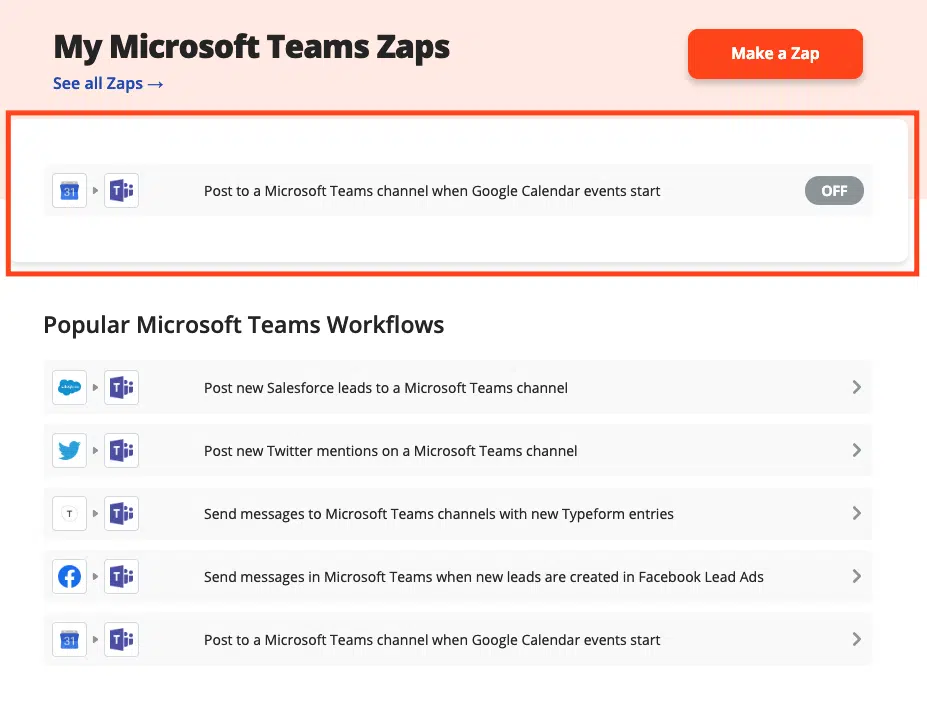 My Microsoft Teams Zaps
Make a Zap
See all Zaps →
31
Post to a Microsoft Teams channel when Google Calendar events start
OFF
Popular Microsoft Teams Workflows
Post new Salesforce leads to a Microsoft Teams channel
Post new Twitter mentions on a Microsoft Teams channel
T
Send messages to Microsoft Teams channels with new Typeform entries
Send messages in Microsoft Teams when new leads are created in Facebook Lead Ads
31
Post to a Microsoft Teams channel when Google Calendar events start